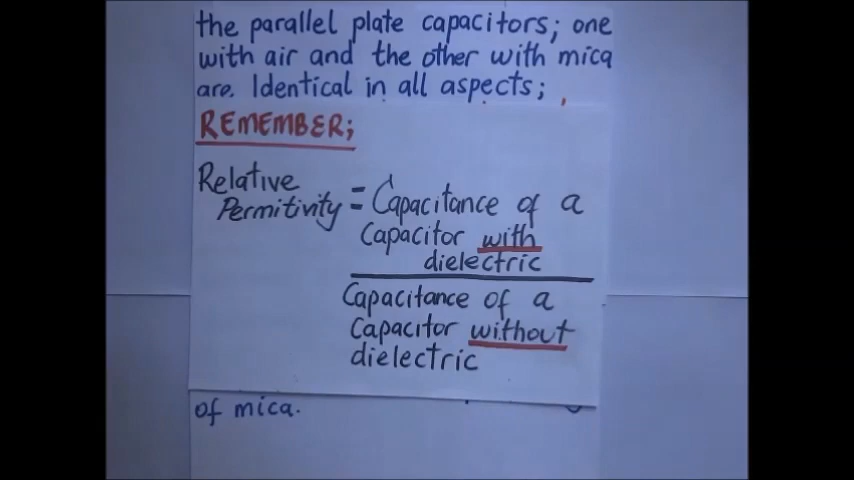 the parallel plate capacitors; one
with air and the other with mica
are. Identical in all aspects;
REMEMBER;
Relative
Permitivity = Capacitance of a
Capacitor with
dielectric
Capacitance of a
Capacitor without
dielectric
of mica.